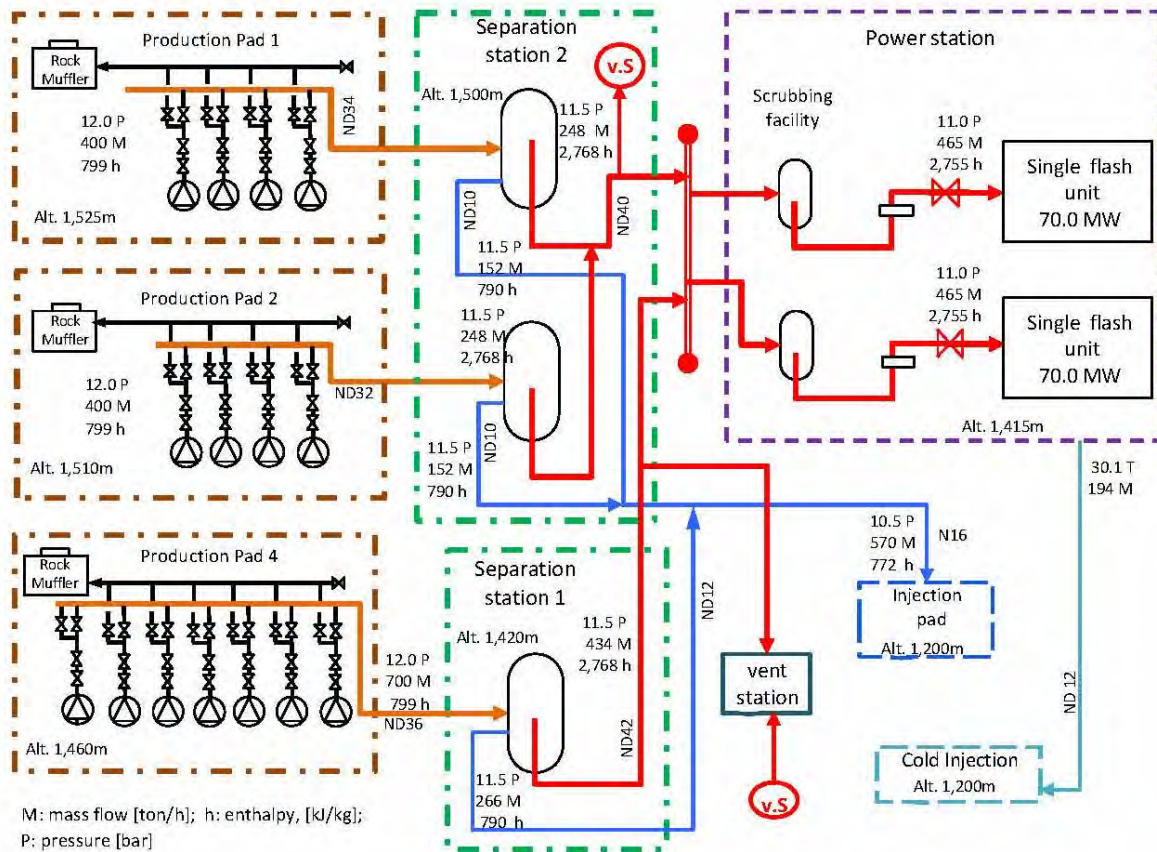 Production Pad 1
Rock
Muffler
12.0 P
400 M
799 h
ND34
Alt. 1,525m
Production Pad 2
Rock
Muffler
12.0 P
400 M
799 h
ND32
Alt. 1,510m
Production Pad 4
Rock
Muffler
12.0 P
700 M
799 h
ND36
Alt. 1,460m
M: mass flow [ton/h]; h: enthalpy, [kJ/kg];
P: pressure [bar]
Separation
station 2
Alt. 1,500m
11.5 P
248 M
2,768 h
v.S
ND10
ND40
11.5 P
152 M
790 h
11.5 P
248 M
2,768 h
ND10
11.5 P
152 M
790 h
Separation
station 1
Alt. 1,420m
11.5 P
434 M
2,768 h
ND12
ND42
11.5 P
266 M
790 h
Power station
Scrubbing
facility
11.0 P
465 M
2,755 h
Single flash
unit
70.0 MW
11.0 P
465 M
2,755 h
Single flash
unit
70.0 MW
Alt. 1,415m
30.1 T
194 M
10.5 P
570 M
772 h
N16
Injection
pad
Alt. 1,200m
vent
station
v.S
ND 12
Cold Injection
Alt. 1,200m